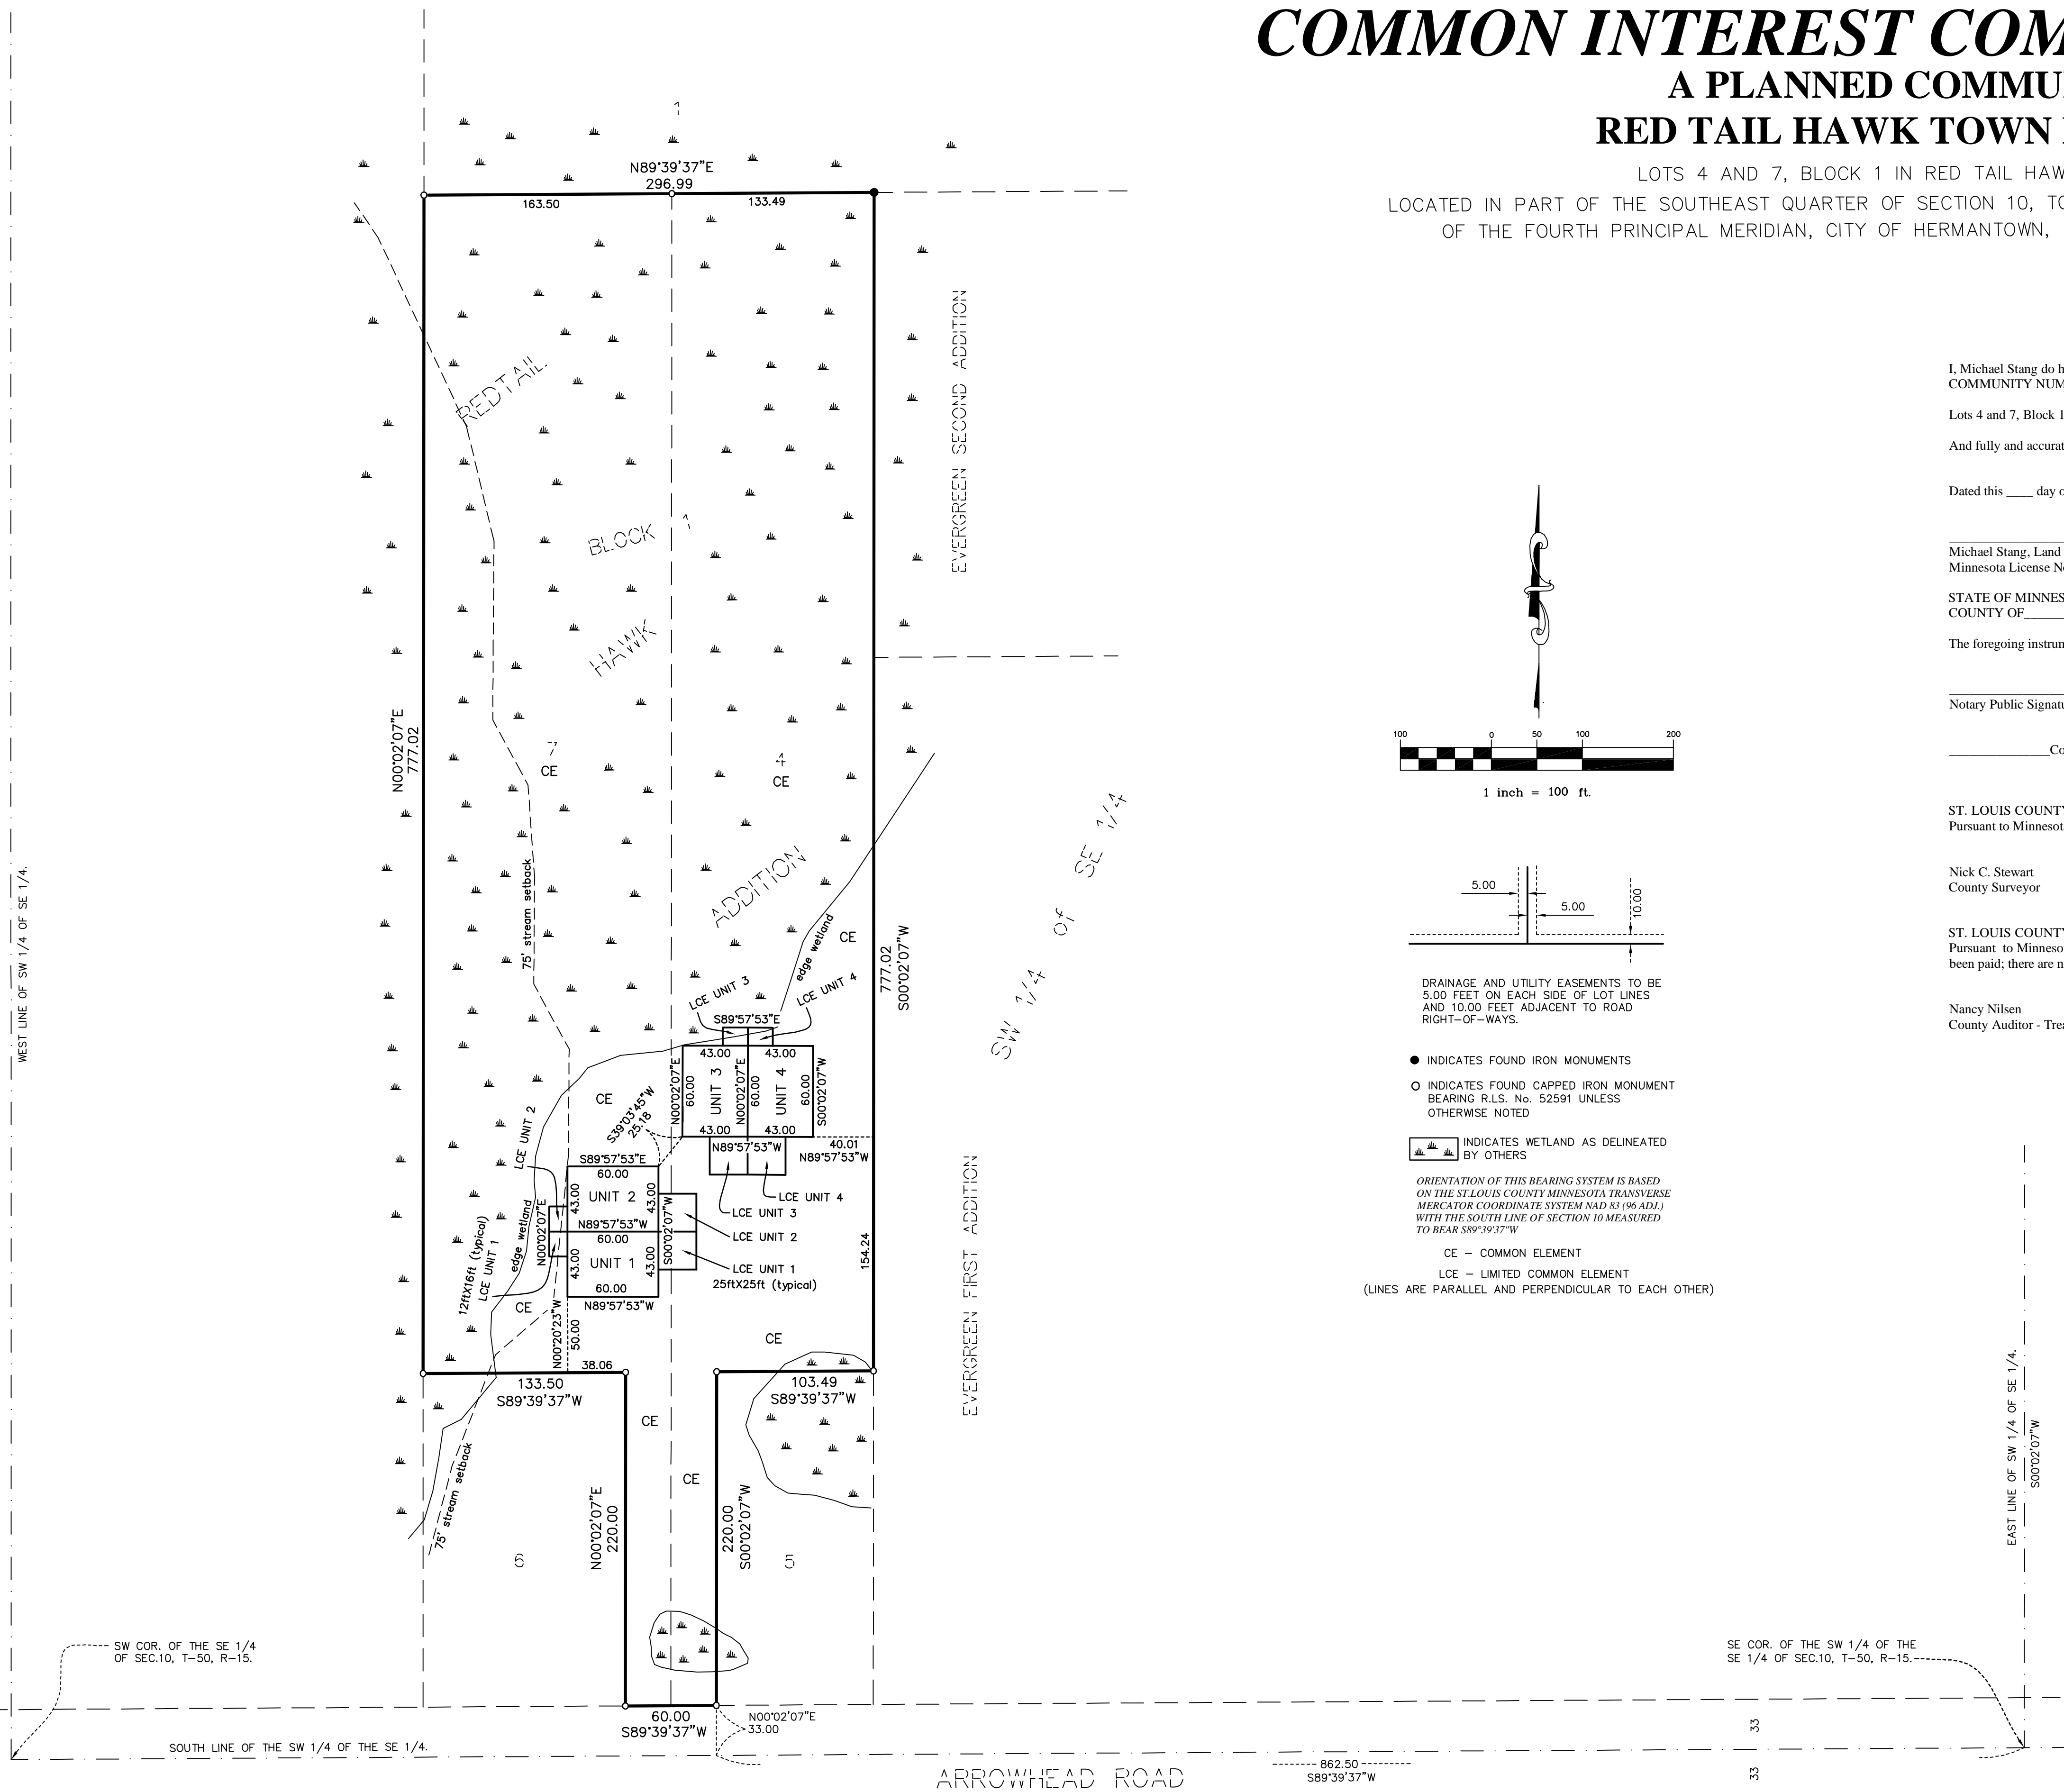 COMMON INTEREST COM
A PLANNED COMMU
RED TAIL HAWK TOWN
LOTS 4 AND 7, BLOCK 1 IN RED TAIL HAW
LOCATED IN PART OF THE SOUTHEAST QUARTER OF SECTION 10, TO
OF THE FOURTH PRINCIPAL MERIDIAN, CITY OF HERMANTOWN,
1
N89°39'37"E
296.99
163.50
133.49
REDTAIL
BLOCK 1
HAWK
ADDITION
EVERGREEN SECOND ADDITION
N00°02'07"E
777.02
7
CE
4
CE
75' stream setback
WEST LINE OF SW 1/4 OF SE 1/4.
SW 1/4 of SE 1/4
edge wetland
CE
777.02
S00°02'07"W
LCE UNIT 3
LCE UNIT 4
S89°57'53"E
43.00
43.00
N00°02'07"E
60.00
UNIT 3
N00°02'07"E
60.00
UNIT 4
60.00
S00°02'07"W
43.00
43.00
N89°57'53"W
40.01
N89°57'53"W
LCE UNIT 4
LCE UNIT 3
CE
S39°03'45"W
25.18
LCE UNIT 2
S89°57'53"E
60.00
43.00
UNIT 2
43.00
N89°57'53"W
60.00
N00°02'07"E
S00°02'07"W
43.00
UNIT 1
43.00
60.00
N89°57'53"W
LCE UNIT 2
LCE UNIT 1
25ftX25ft (typical)
12ftX16ft (typical)
LCE UNIT 1
edge wetland
CE
N00°20'23"W
50.00
38.06
154.24
EVERGREEN FIRST ADDITION
CE
133.50
S89°39'37"W
103.49
S89°39'37"W
CE
CE
75' stream setback
N00°02'07"E
220.00
220.00
S00°02'07"W
6
5
60.00
S89°39'37"W
N00°02'07"E
33.00
SW COR. OF THE SE 1/4
OF SEC.10, T-50, R-15.
SOUTH LINE OF THE SW 1/4 OF THE SE 1/4.
ARROWHEAD ROAD
862.50
S89°39'37"W
33
33
SE COR. OF THE SW 1/4 OF THE
SE 1/4 OF SEC.10, T-50, R-15.
EAST LINE OF SW 1/4 OF SE 1/4.
S00°02'07"W
100 0 50 100 200
1 inch = 100 ft.
5.00
5.00
10.00
DRAINAGE AND UTILITY EASEMENTS TO BE
5.00 FEET ON EACH SIDE OF LOT LINES
AND 10.00 FEET ADJACENT TO ROAD
RIGHT-OF-WAYS.
INDICATES FOUND IRON MONUMENTS
INDICATES FOUND CAPPED IRON MONUMENT
BEARING R.LS. No. 52591 UNLESS
OTHERWISE NOTED
INDICATES WETLAND AS DELINEATED
BY OTHERS
ORIENTATION OF THIS BEARING SYSTEM IS BASED
ON THE ST.LOUIS COUNTY MINNESOTA TRANSVERSE
MERCATOR COORDINATE SYSTEM NAD 83 (96 ADJ.)
WITH THE SOUTH LINE OF SECTION 10 MEASURED
TO BEAR S89°39'37"W
CE - COMMON ELEMENT
LCE - LIMITED COMMON ELEMENT
(LINES ARE PARALLEL AND PERPENDICULAR TO EACH OTHER)
I, Michael Stang do h
COMMUNITY NUM
Lots 4 and 7, Block 1
And fully and accurat
Dated this ____ day o
Michael Stang, Land
Minnesota License N
STATE OF MINNES
COUNTY OF
The foregoing instrum
Notary Public Signatu
Co
ST. LOUIS COUNTY
Pursuant to Minnesot
Nick C. Stewart
County Surveyor
ST. LOUIS COUNTY
Pursuant to Minneso
been paid; there are n
Nancy Nilsen
County Auditor - Trea